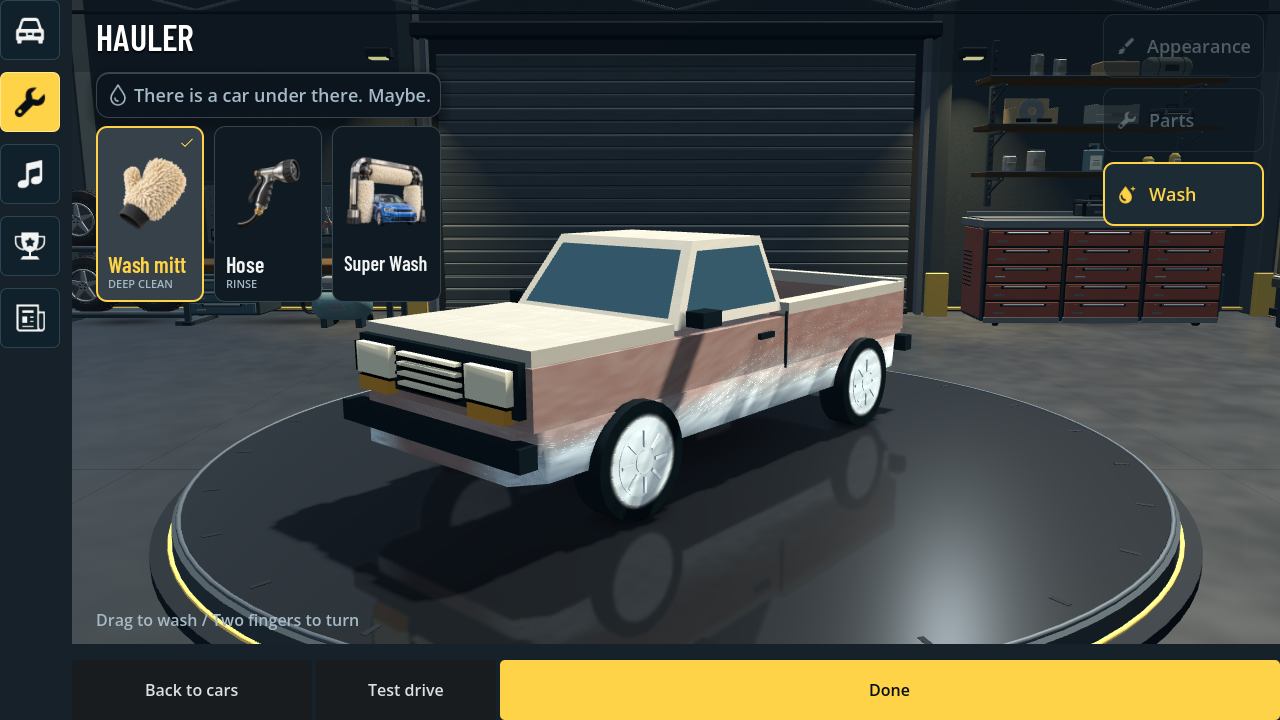 HAULER
There is a car under there. Maybe.
Wash mitt
DEEP CLEAN
Hose
RINSE
Super Wash
Appearance
Parts
Wash
Drag to wash / Two fingers to turn
Back to cars
Test drive
Done